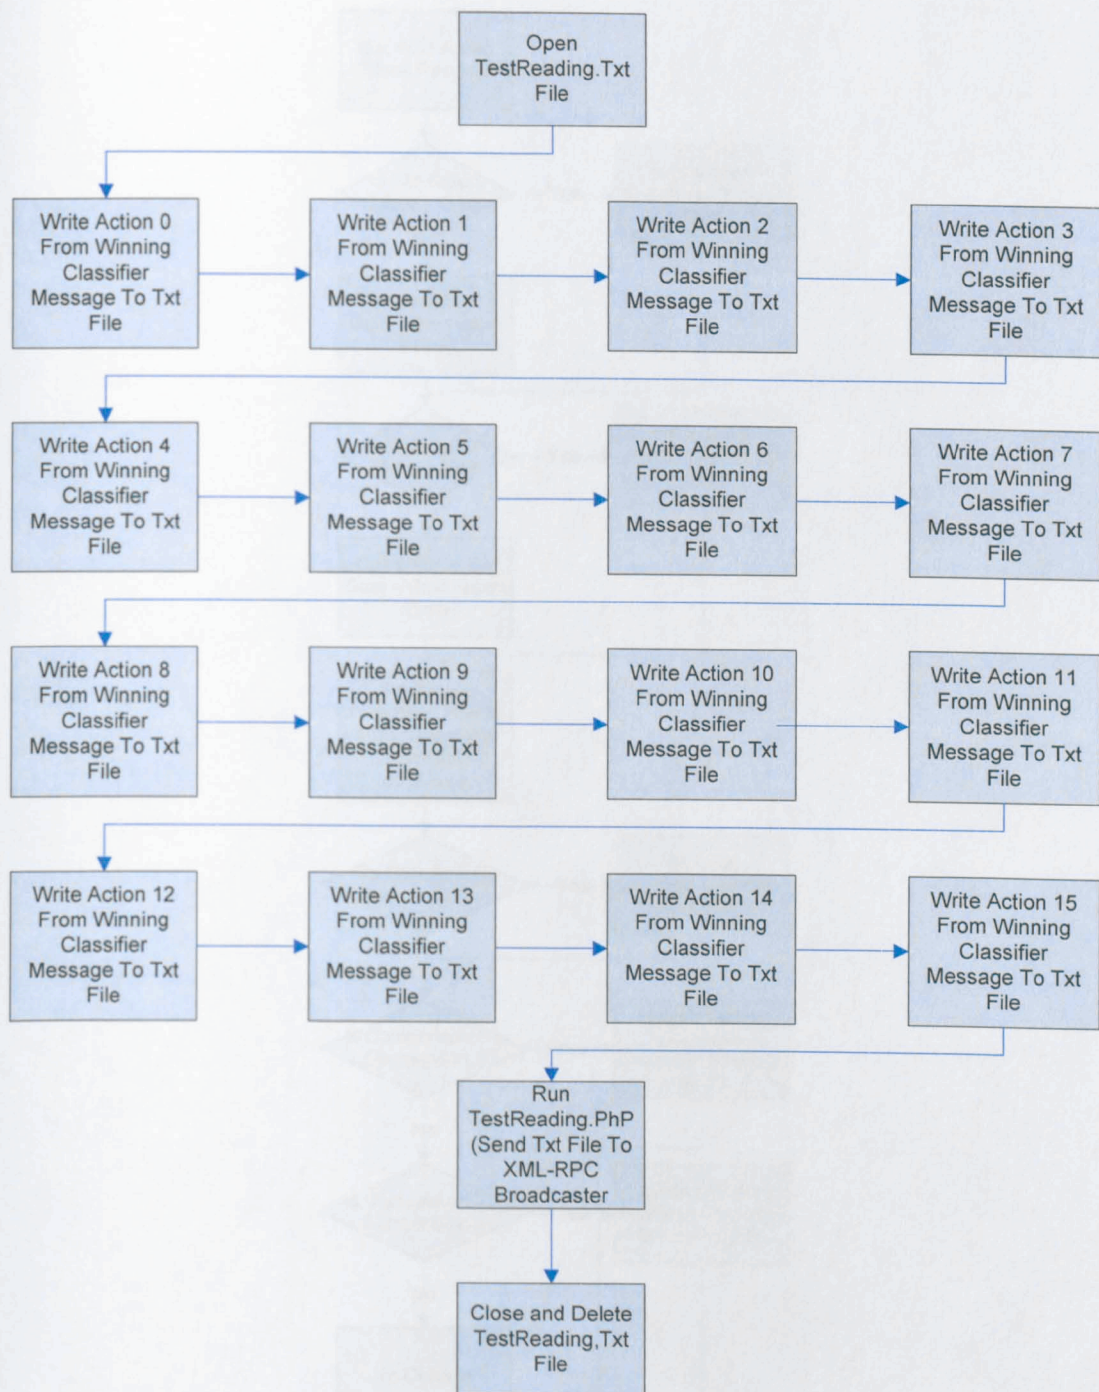 Open
TestReading.Txt
File
Write Action 0
From Winning
Classifier
Message To Txt
File
Write Action 1
From Winning
Classifier
Message To Txt
File
Write Action 2
From Winning
Classifier
Message To Txt
File
Write Action 3
From Winning
Classifier
Message To Txt
File
Write Action 4
From Winning
Classifier
Message To Txt
File
Write Action 5
From Winning
Classifier
Message To Txt
File
Write Action 6
From Winning
Classifier
Message To Txt
File
Write Action 7
From Winning
Classifier
Message To Txt
File
Write Action 8
From Winning
Classifier
Message To Txt
File
Write Action 9
From Winning
Classifier
Message To Txt
File
Write Action 10
From Winning
Classifier
Message To Txt
File
Write Action 11
From Winning
Classifier
Message To Txt
File
Write Action 12
From Winning
Classifier
Message To Txt
File
Write Action 13
From Winning
Classifier
Message To Txt
File
Write Action 14
From Winning
Classifier
Message To Txt
File
Write Action 15
From Winning
Classifier
Message To Txt
File
Run
TestReading.PhP
(Send Txt File To
XML-RPC
Broadcaster
Close and Delete
TestReading,Txt
File